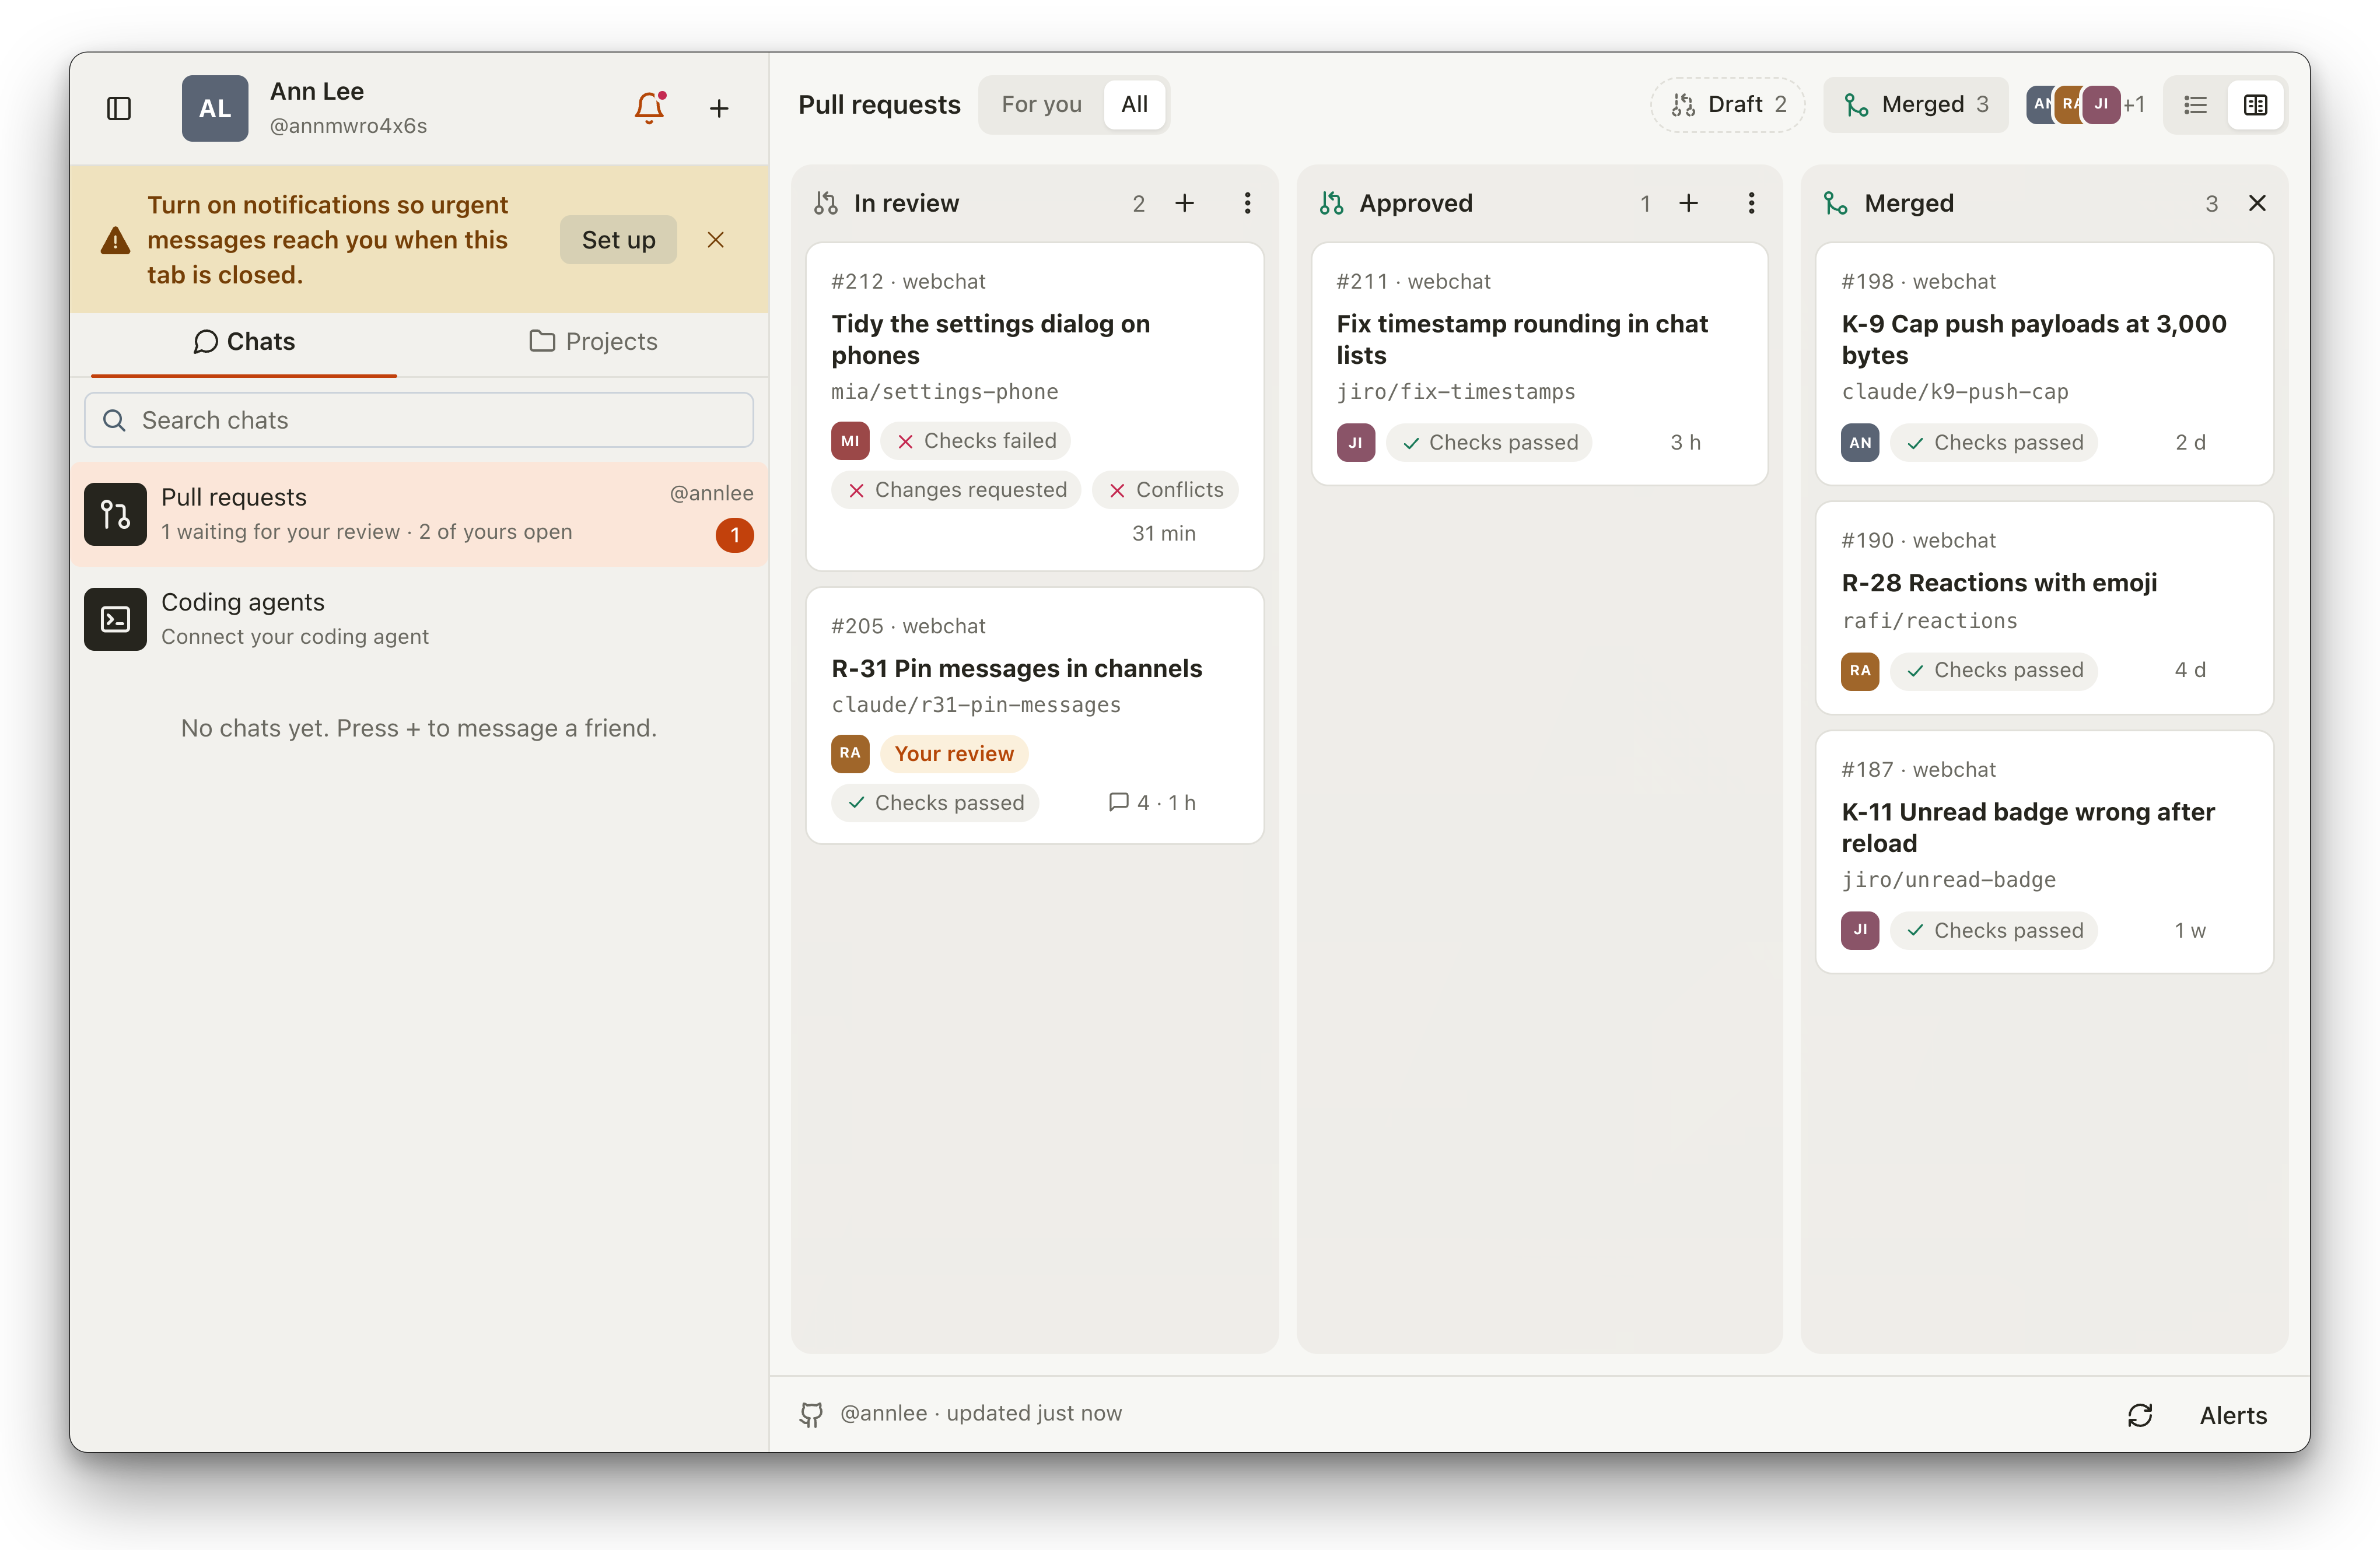 AL
Ann Lee
@annmwro4x6s
Turn on notifications so urgent
messages reach you when this
tab is closed.
Set up
Chats
Projects
Search chats
Pull requests
@annlee
1 waiting for your review · 2 of yours open
1
Coding agents
Connect your coding agent
No chats yet. Press + to message a friend.
Pull requests
For you
All
Draft 2
Merged 3
AN
RA
JI
+1
In review
2
#212 · webchat
Tidy the settings dialog on
phones
mia/settings-phone
MI
Checks failed
Changes requested
Conflicts
31 min
#205 · webchat
R-31 Pin messages in channels
claude/r31-pin-messages
RA
Your review
Checks passed
4 · 1 h
Approved
1
#211 · webchat
Fix timestamp rounding in chat
lists
jiro/fix-timestamps
JI
Checks passed
3 h
Merged
3
#198 · webchat
K-9 Cap push payloads at 3,000
bytes
claude/k9-push-cap
AN
Checks passed
2 d
#190 · webchat
R-28 Reactions with emoji
rafi/reactions
RA
Checks passed
4 d
#187 · webchat
K-11 Unread badge wrong after
reload
jiro/unread-badge
JI
Checks passed
1 w
@annlee · updated just now
Alerts